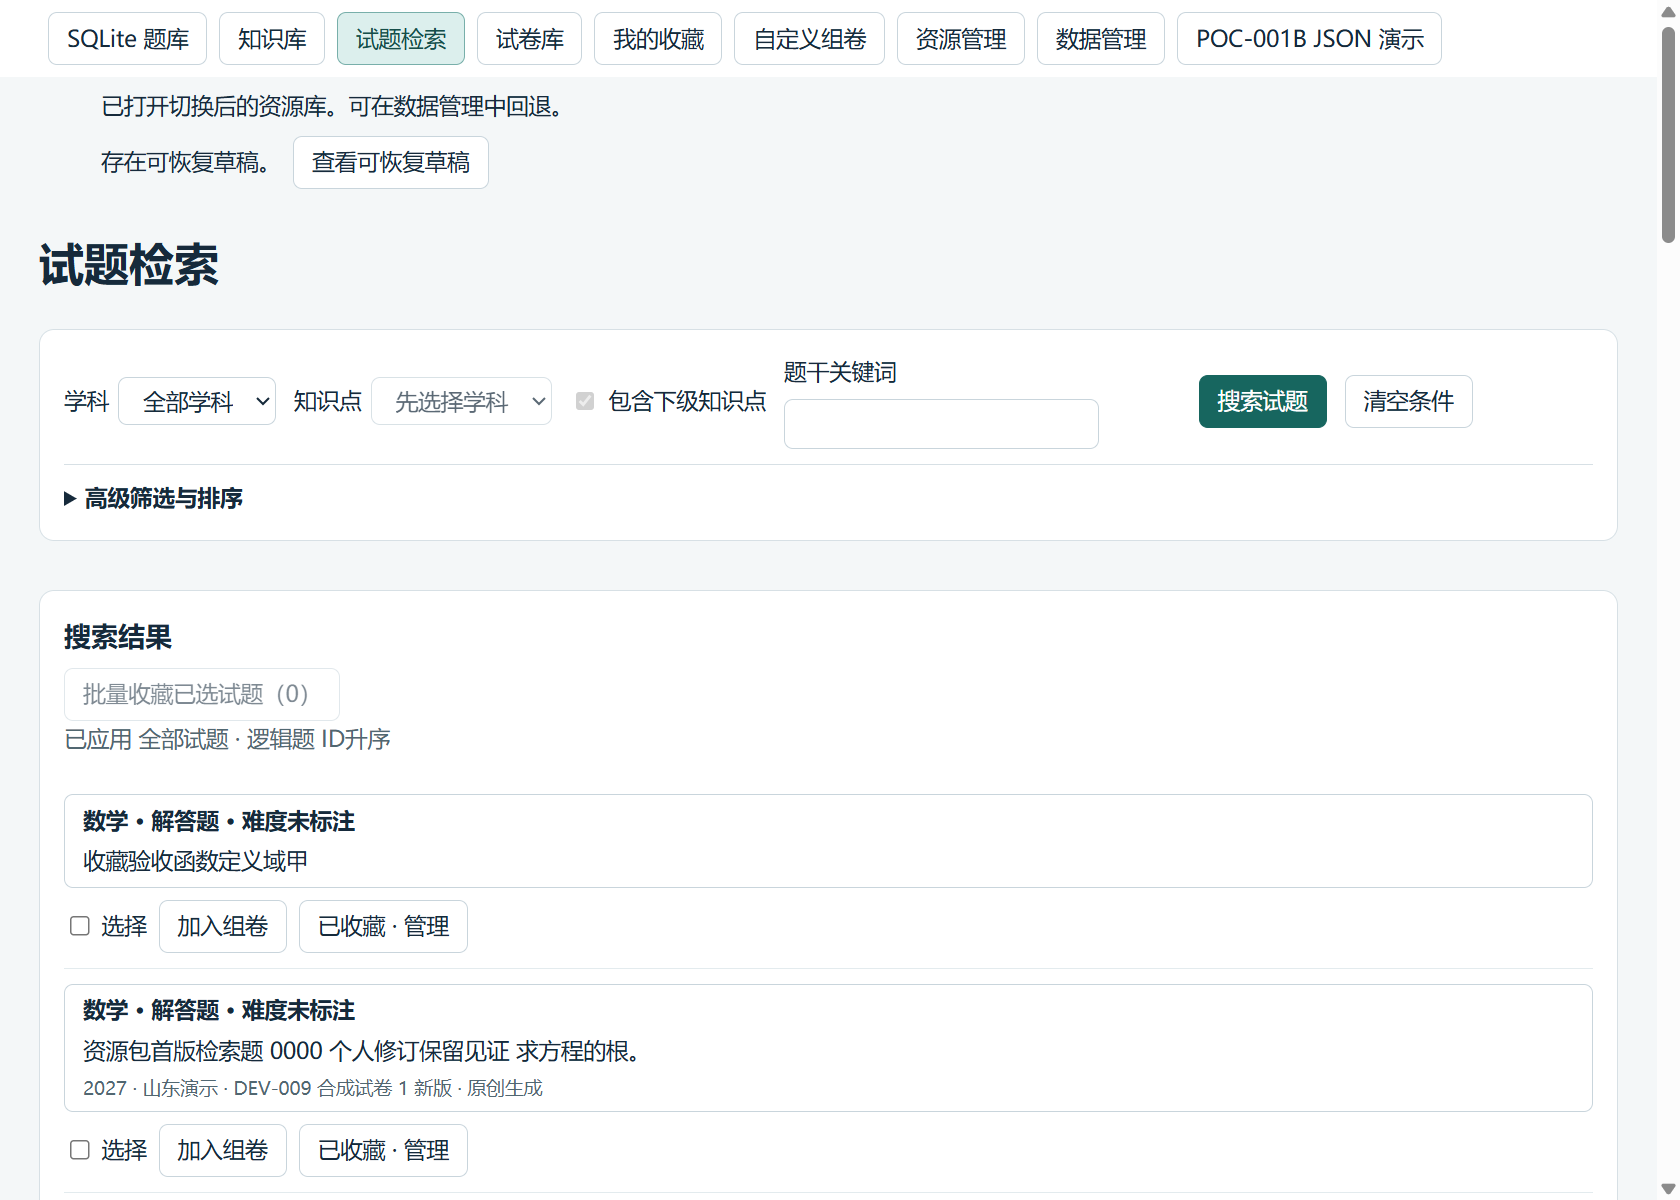 SQLite 题库 知识库 试题检索 试卷库 我的收藏 自定义组卷 资源管理 数据管理 POC-001B JSON 演示
已打开切换后的资源库。可在数据管理中回退。
存在可恢复草稿。 查看可恢复草稿
试题检索
题干关键词
学科 全部学科 知识点 先选择学科 包含下级知识点 搜索试题 清空条件
高级筛选与排序
搜索结果
批量收藏已选试题（0）
已应用 全部试题 · 逻辑题 ID升序
数学 • 解答题 • 难度未标注
收藏验收函数定义域甲
选择 加入组卷 已收藏 · 管理
数学 • 解答题 • 难度未标注
资源包首版检索题 0000 个人修订保留见证 求方程的根。
2027 · 山东演示 · DEV-009 合成试卷 1 新版 · 原创生成
选择 加入组卷 已收藏 · 管理